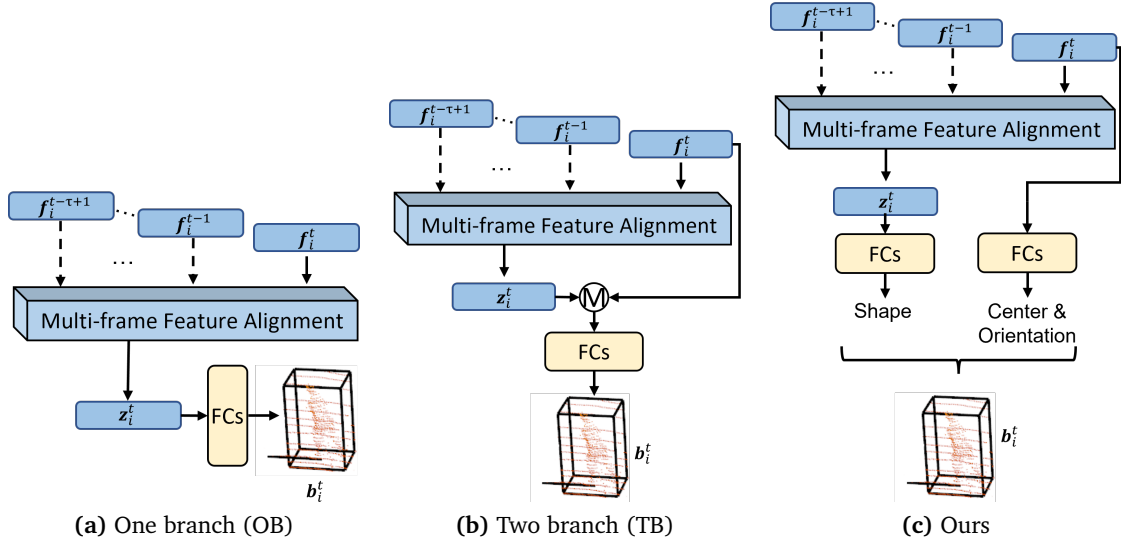 f_i^{t-τ+1} ... f_i^{t-1} f_i^t
...
Multi-frame Feature Alignment
z_i^t
FCs
b_i^t
(a) One branch (OB)
f_i^{t-τ+1} ... f_i^{t-1} f_i^t
...
Multi-frame Feature Alignment
z_i^t M
FCs
b_i^t
(b) Two branch (TB)
f_i^{t-τ+1} ... f_i^{t-1} f_i^t
...
Multi-frame Feature Alignment
z_i^t
FCs FCs
Shape
Center &
Orientation
b_i^t
(c) Ours